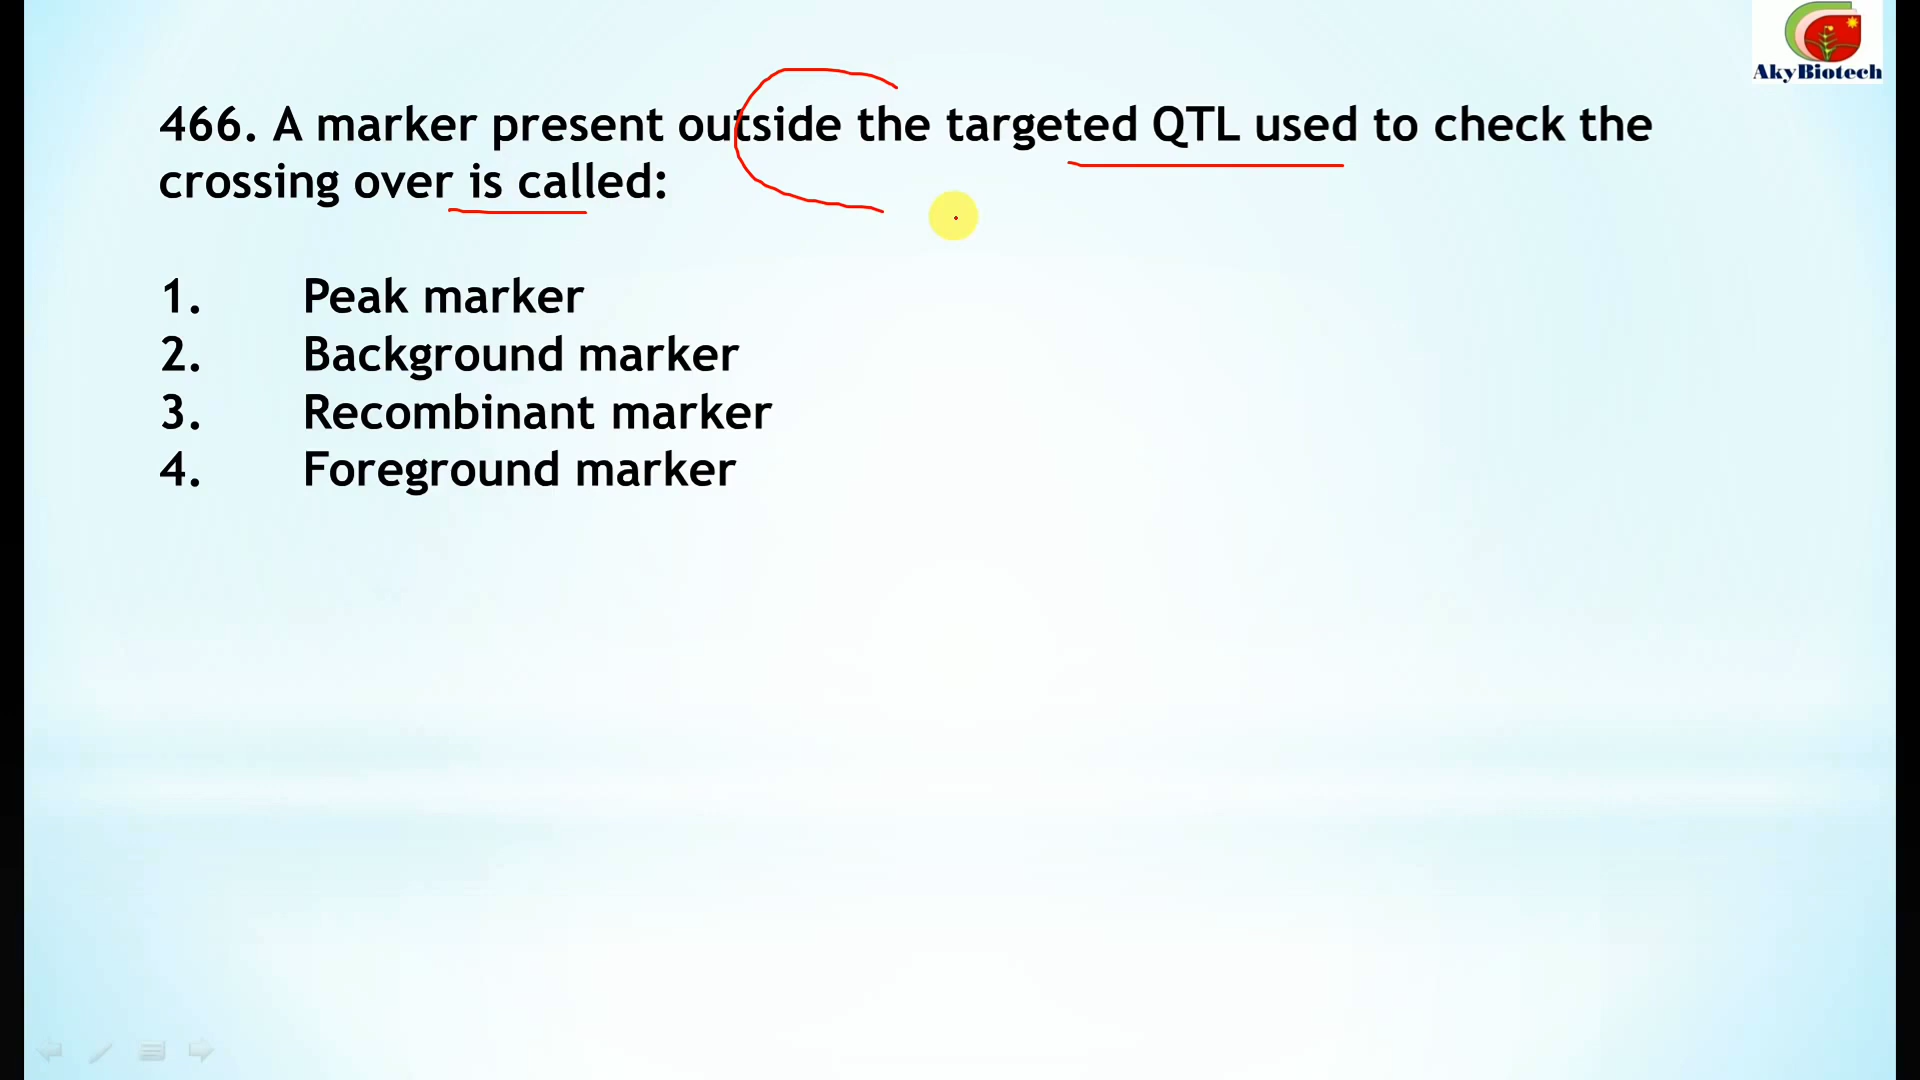 AkyBiotech
466. A marker present outside the targeted QTL used to check the
crossing over is called:
1. Peak marker
2. Background marker
3. Recombinant marker
4. Foreground marker